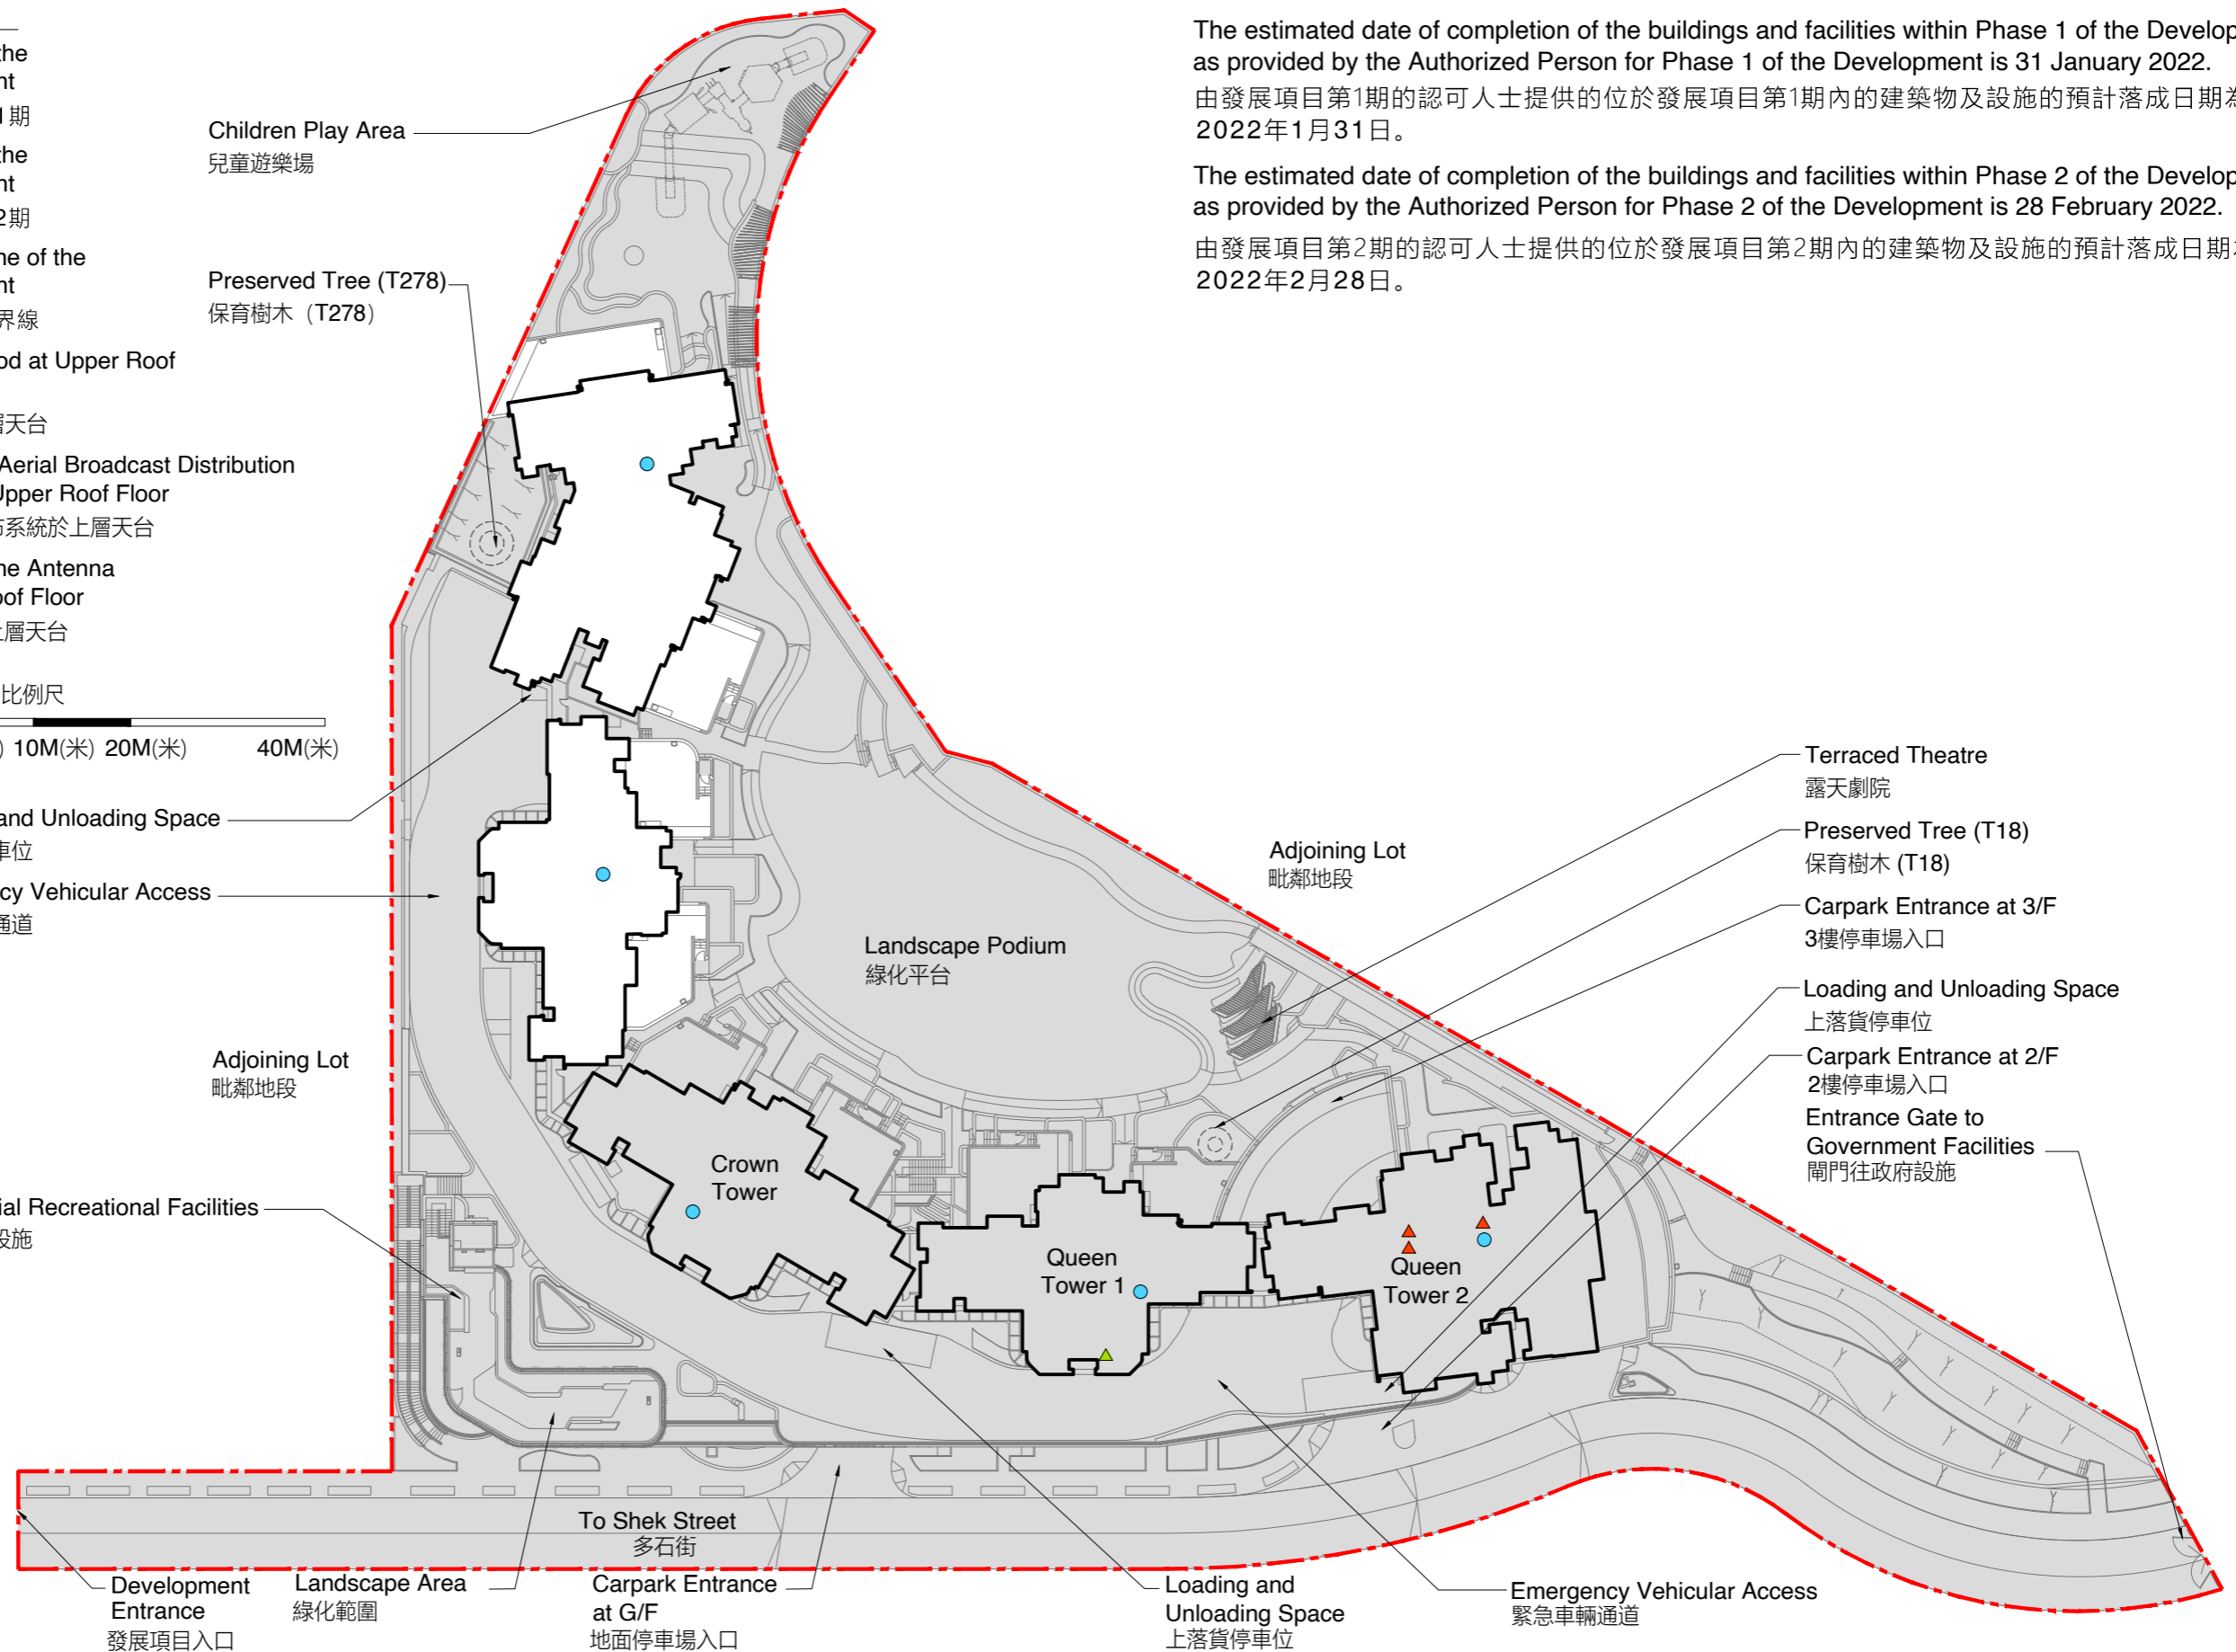 the
nt
1期
the
nt
2期
ne of the
nt
界線
od at Upper Roof
層天台
Aerial Broadcast Distribution
Upper Roof Floor
布系統於上層天台
ne Antenna
oof Floor
上層天台
比例尺
10M(米) 20M(米) 40M(米)
and Unloading Space
車位
cy Vehicular Access
通道
Adjoining Lot
毗鄰地段
ial Recreational Facilities
設施
Children Play Area
兒童遊樂場
Preserved Tree (T278)
保育樹木 (T278)
The estimated date of completion of the buildings and facilities within Phase 1 of the Develop
as provided by the Authorized Person for Phase 1 of the Development is 31 January 2022.
由發展項目第1期的認可人士提供的位於發展項目第1期內的建築物及設施的預計落成日期為
2022年1月31日。
The estimated date of completion of the buildings and facilities within Phase 2 of the Develop
as provided by the Authorized Person for Phase 2 of the Development is 28 February 2022.
由發展項目第2期的認可人士提供的位於發展項目第2期內的建築物及設施的預計落成日期為
2022年2月28日。
Adjoining Lot
毗鄰地段
Landscape Podium
綠化平台
Terraced Theatre
露天劇院
Preserved Tree (T18)
保育樹木 (T18)
Carpark Entrance at 3/F
3樓停車場入口
Loading and Unloading Space
上落貨停車位
Carpark Entrance at 2/F
2樓停車場入口
Entrance Gate to
Government Facilities
閘門往政府設施
Crown
Tower
Queen
Tower 1
Queen
Tower 2
To Shek Street
多石街
Development
Entrance
發展項目入口
Landscape Area
綠化範圍
Carpark Entrance
at G/F
地面停車場入口
Loading and
Unloading Space
上落貨停車位
Emergency Vehicular Access
緊急車輛通道